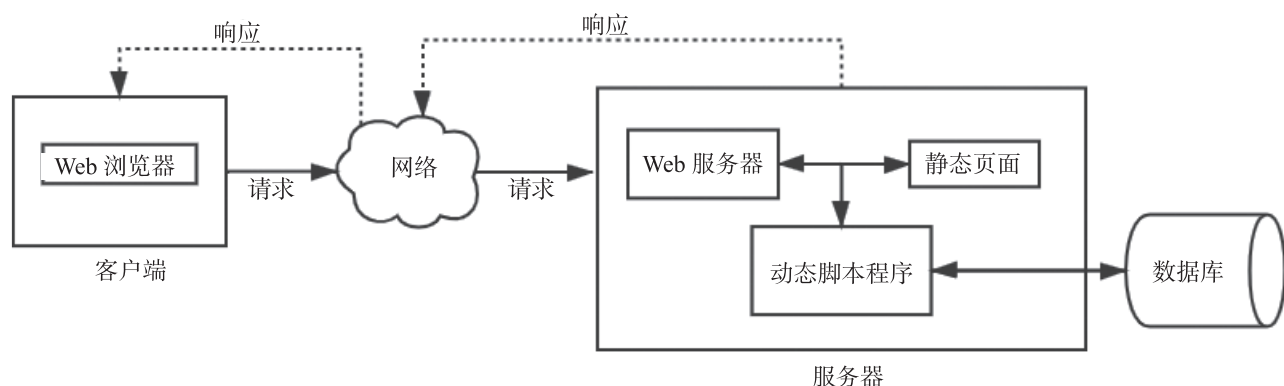 响应
响应
Web 浏览器
请求
网络
请求
Web 服务器
静态页面
动态脚本程序
数据库
客户端
服务器